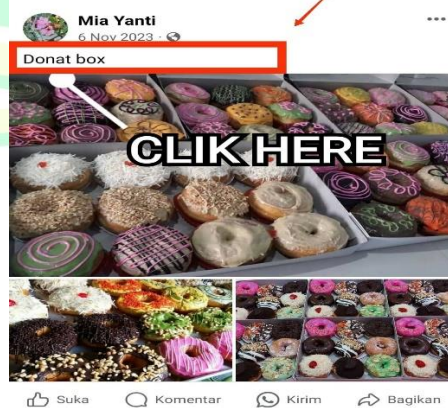 Mia Yanti
6 Nov 2023 ·
Donat box
CLIK HERE
Suka
Komentar
Kirim
Bagikan